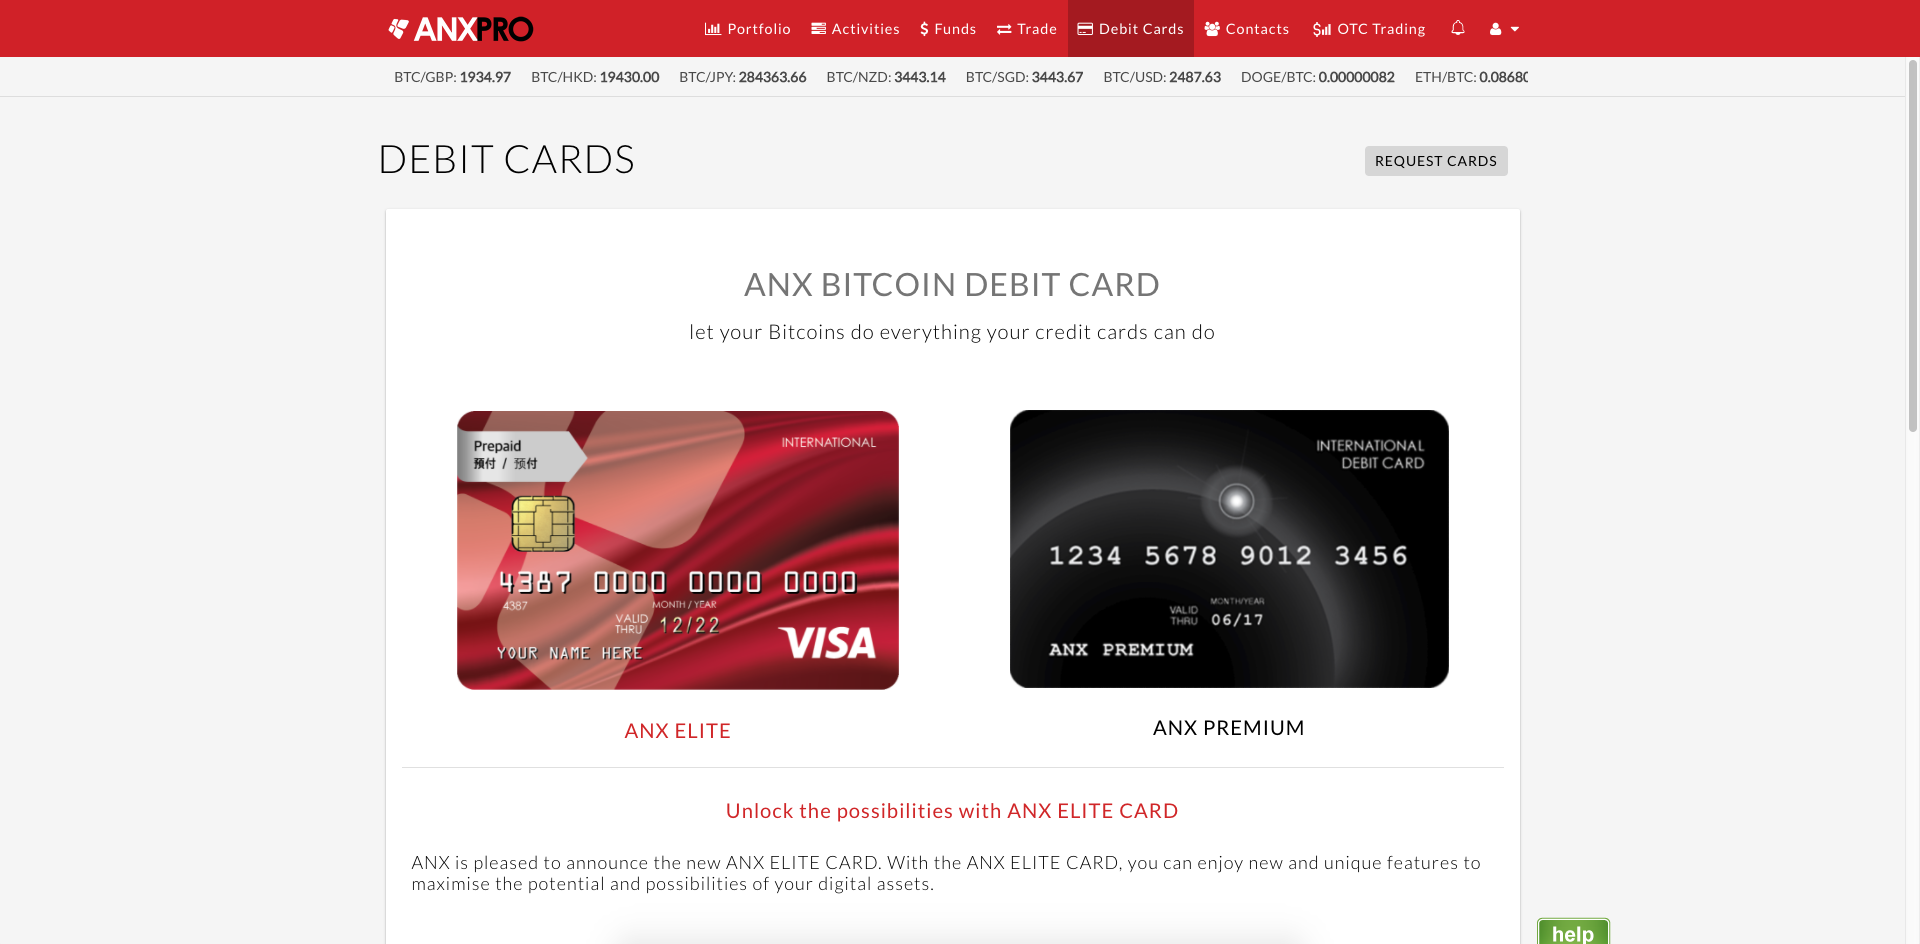 ANXPRO
Portfolio Activities $ Funds Trade Debit Cards Contacts OTC Trading
BTC/GBP: 1934.97 BTC/HKD: 19430.00 BTC/JPY: 284363.66 BTC/NZD: 3443.14 BTC/SGD: 3443.67 BTC/USD: 2487.63 DOGE/BTC: 0.00000082 ETH/BTC: 0.0868
DEBIT CARDS
REQUEST CARDS
ANX BITCOIN DEBIT CARD
let your Bitcoins do everything your credit cards can do
Prepaid
预付 / 预付
INTERNATIONAL
4387 0000 0000 0000
4387
MONTH / YEAR
VALID THRU 12/22
YOUR NAME HERE
VISA
INTERNATIONAL
DEBIT CARD
1234 5678 9012 3456
MONTH/YEAR
VALID THRU 06/17
ANX PREMIUM
ANX ELITE
ANX PREMIUM
Unlock the possibilities with ANX ELITE CARD
ANX is pleased to announce the new ANX ELITE CARD. With the ANX ELITE CARD, you can enjoy new and unique features to
maximise the potential and possibilities of your digital assets.
help